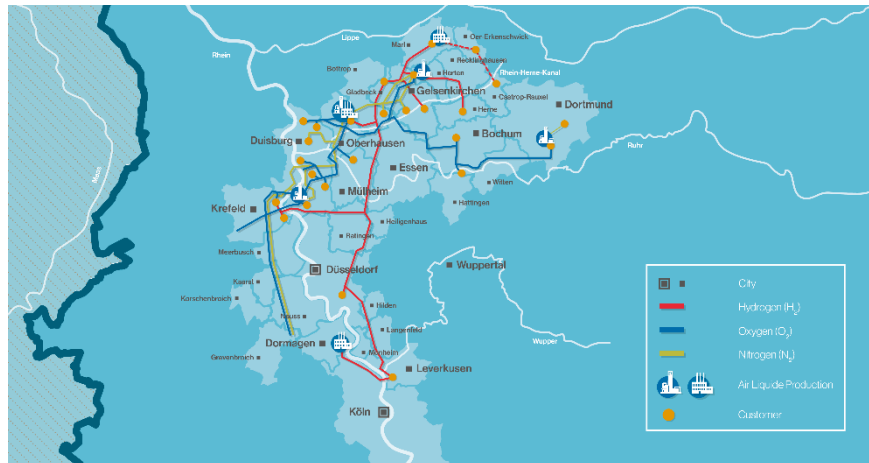 Lippe
Marl
Oer Erkenschwick
Rhein
Recklinghausen
Rhein-Herne-Kanal
Bottrop
Herten
Gladbeck
Gelsenkirchen
Castrop-Rauxel
Herne
Dortmund
Duisburg
Oberhausen
Bochum
Ruhr
Essen
Witten
Mülheim
Hattingen
Krefeld
Heiligenhaus
Ratingen
Meerbusch
Wuppertal
Düsseldorf
Kaarst
Korschenbroich
Hilden
Neuss
Langenfeld
Dormagen
Wupper
Monheim
Grevenbroich
Leverkusen
Köln
City
Hydrogen (H₂)
Oxygen (O₂)
Nitrogen (N₂)
Air Liquide Production
Customer